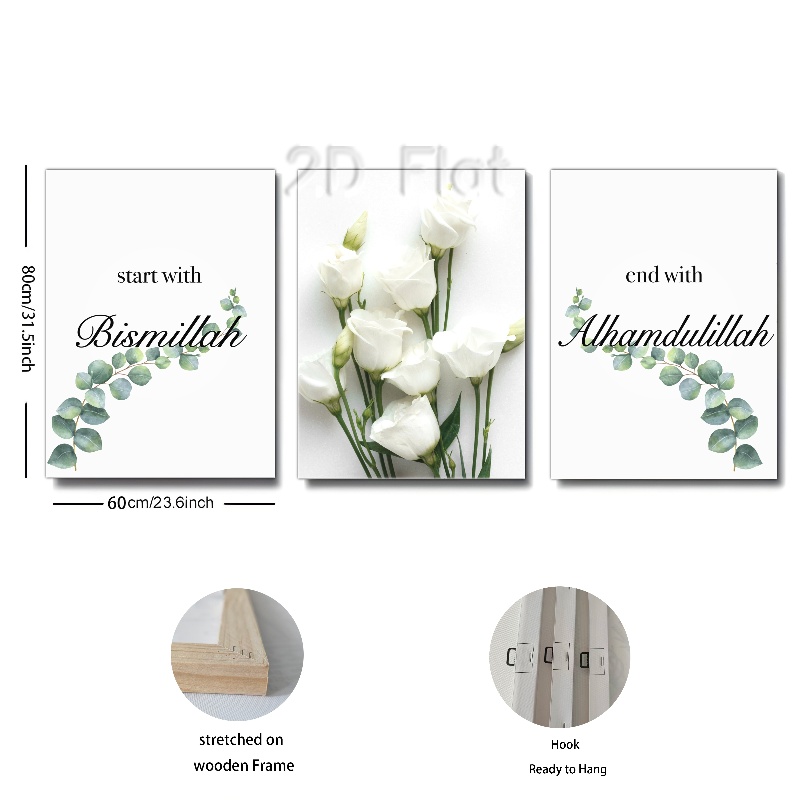 2D Flat
80cm/31.5inch
start with
Bismillah
end with
Alhamdulillah
60cm/23.6inch
stretched on
wooden Frame
Hook
Ready to Hang